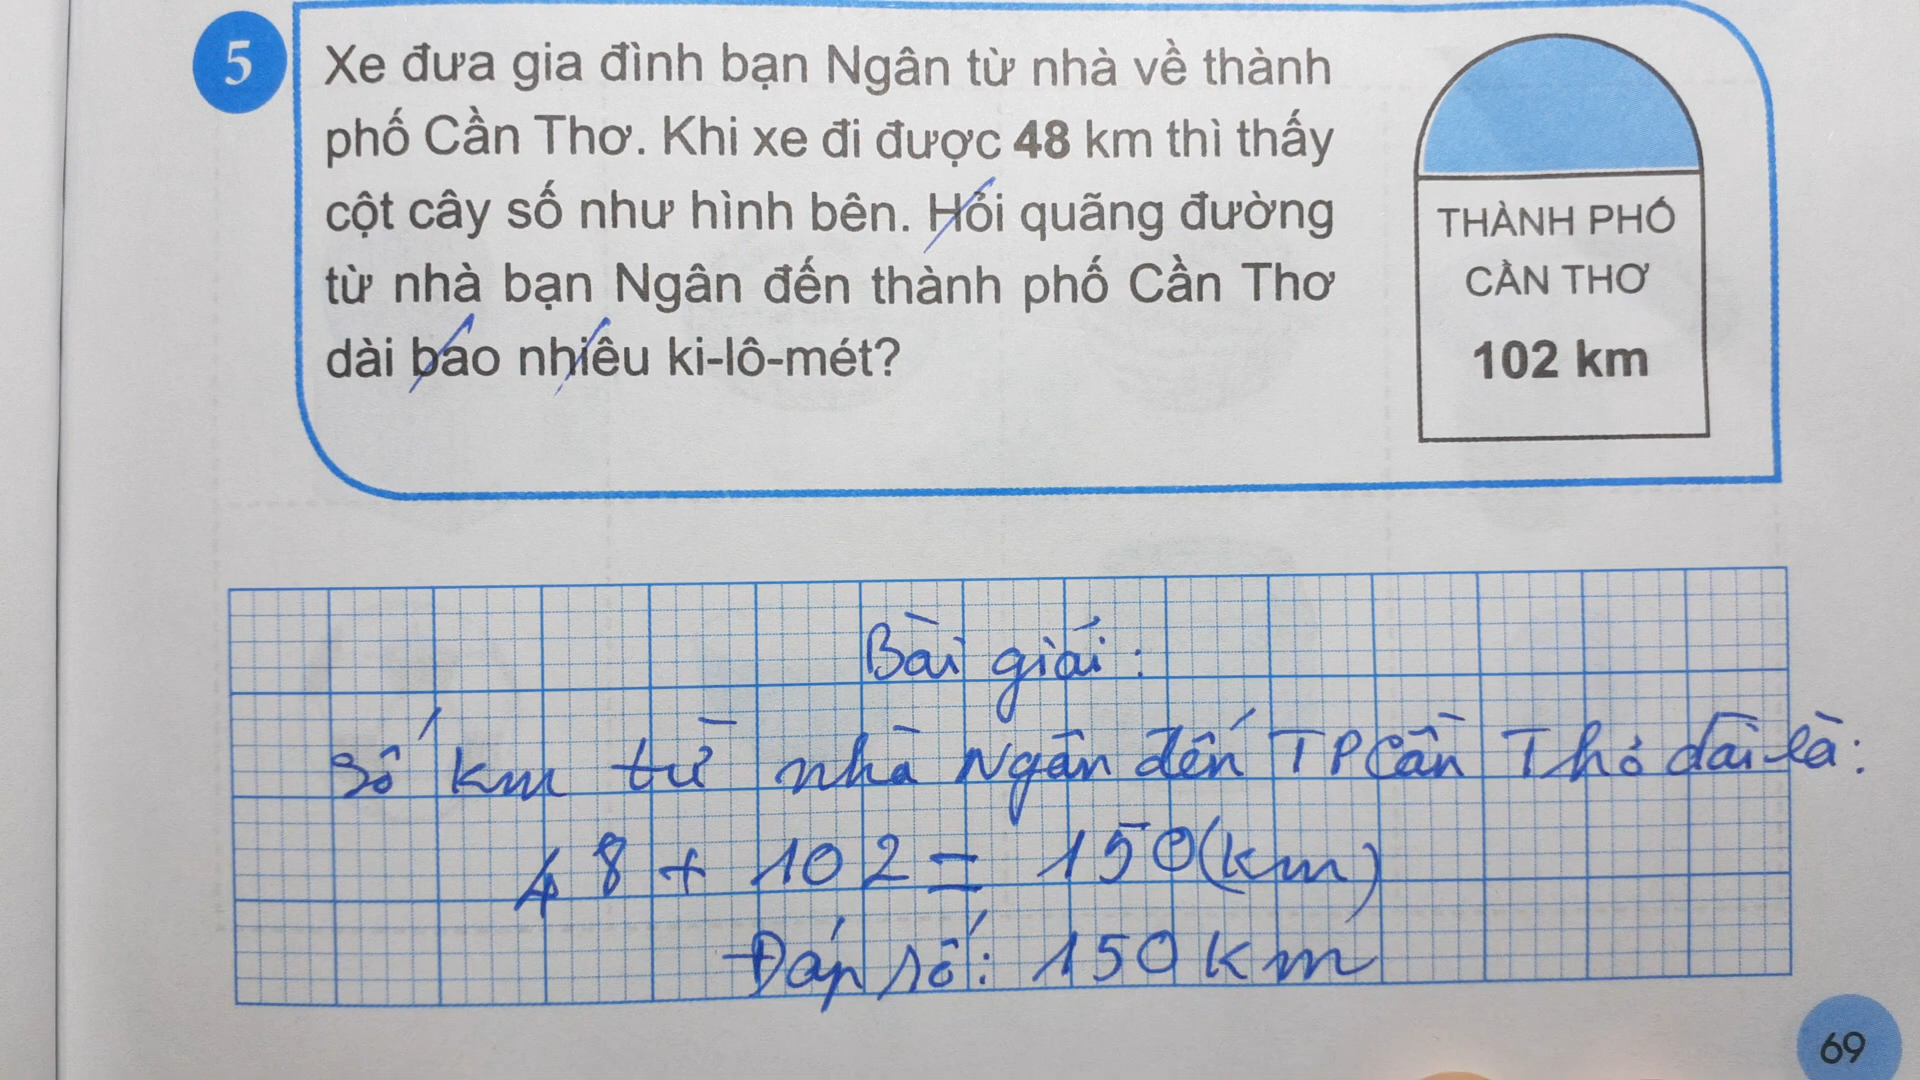 5
Xe đưa gia đình bạn Ngân từ nhà về thành
phố Cần Thơ. Khi xe đi được 48 km thì thấy
cột cây số như hình bên. Hỏi quãng đường
từ nhà bạn Ngân đến thành phố Cần Thơ
dài bao nhiêu ki-lô-mét?
THÀNH PHỐ
CẦN THƠ
102 km
Bài giải:
Số km từ nhà Ngân đến TP Cần Thơ dài là:
48 + 102 = 150 (km)
Đáp số: 150 km
69